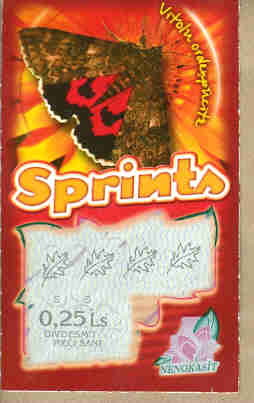 Vītolu ordeņpūcīte
Sprints
S S
0,25 Ls
DIVDESMIT
PIECI SANT.
NENOKASĪT